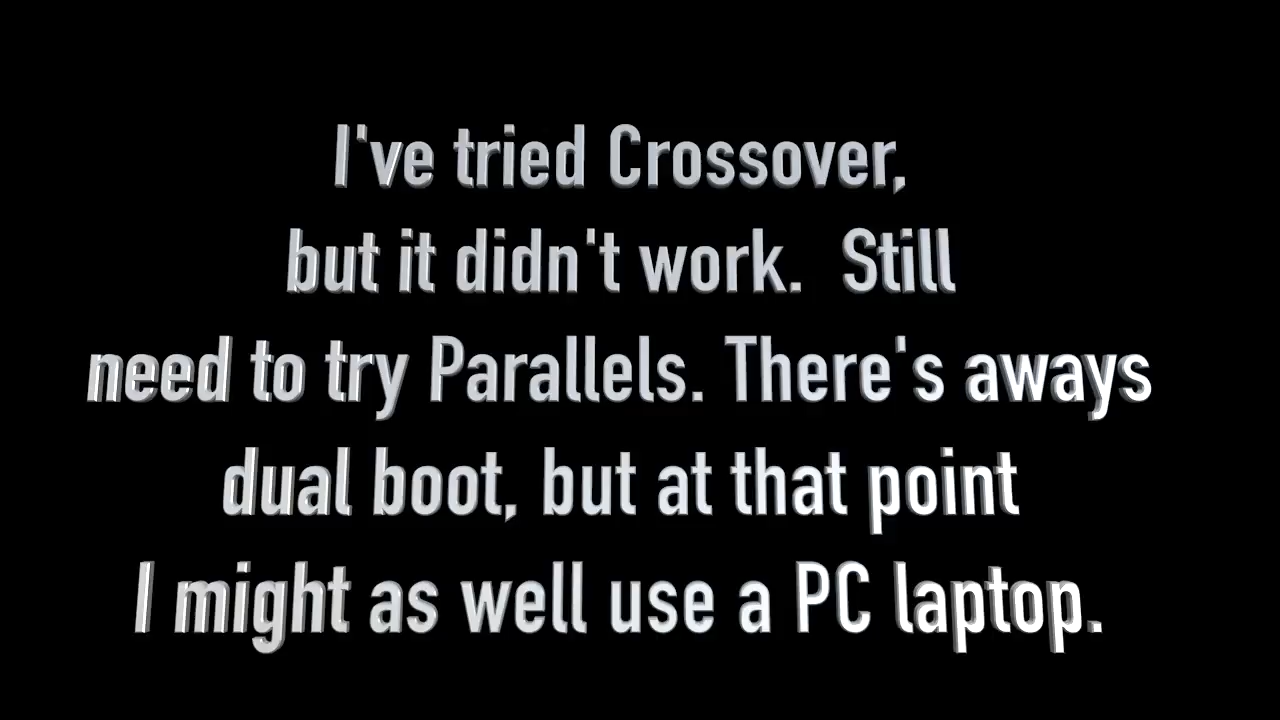 I've tried Crossover,
but it didn't work.  Still
need to try Parallels. There's aways
dual boot, but at that point
I might as well use a PC laptop.